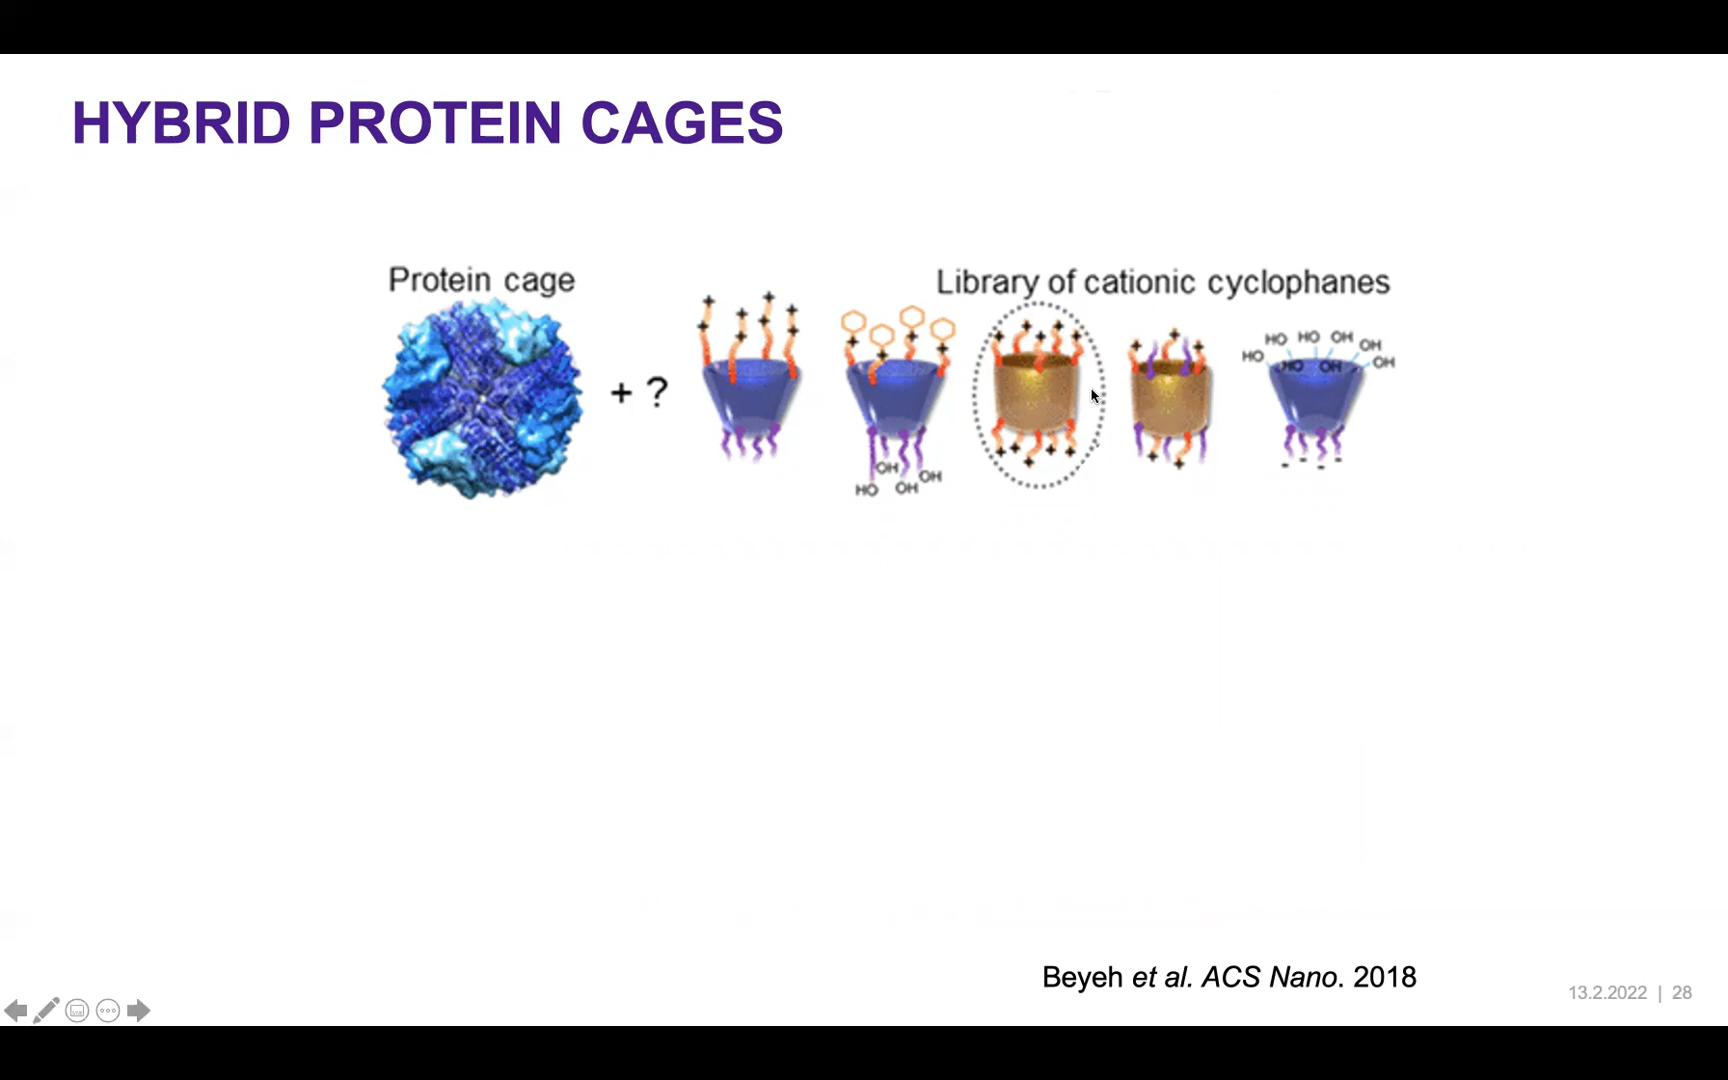 HYBRID PROTEIN CAGES
Protein cage
Library of cationic cyclophanes
+ ?
HO HO OH OH
HO HO OH OH
OH OH
HO OH
Beyeh et al. ACS Nano. 2018
13.2.2022 | 28